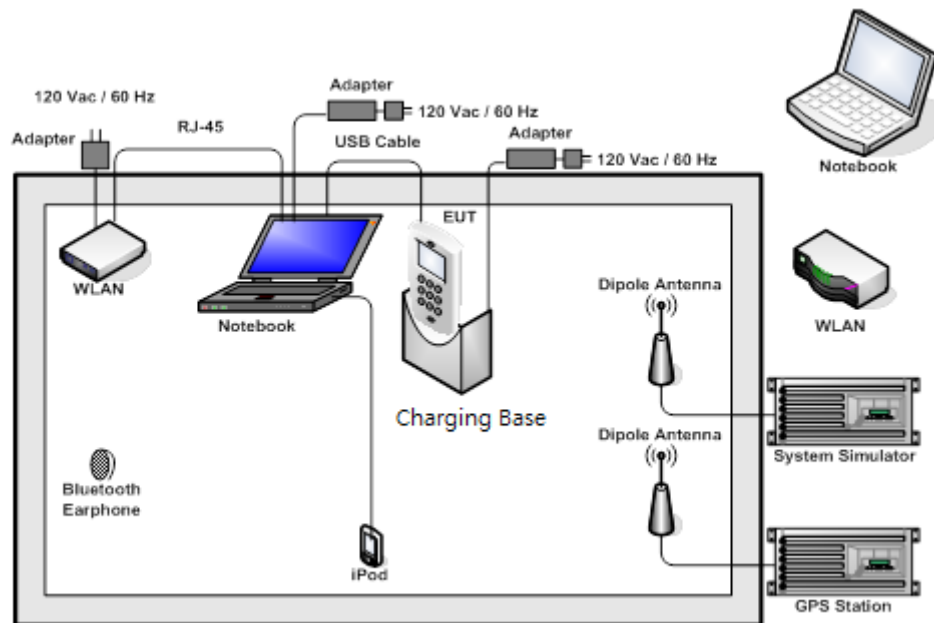 Adapter
120 Vac / 60 Hz
120 Vac / 60 Hz
RJ-45
Adapter
Adapter
USB Cable
120 Vac / 60 Hz
Notebook
EUT
WLAN
Notebook
Dipole Antenna
WLAN
Charging Base
Dipole Antenna
System Simulator
Bluetooth
Earphone
iPod
GPS Station